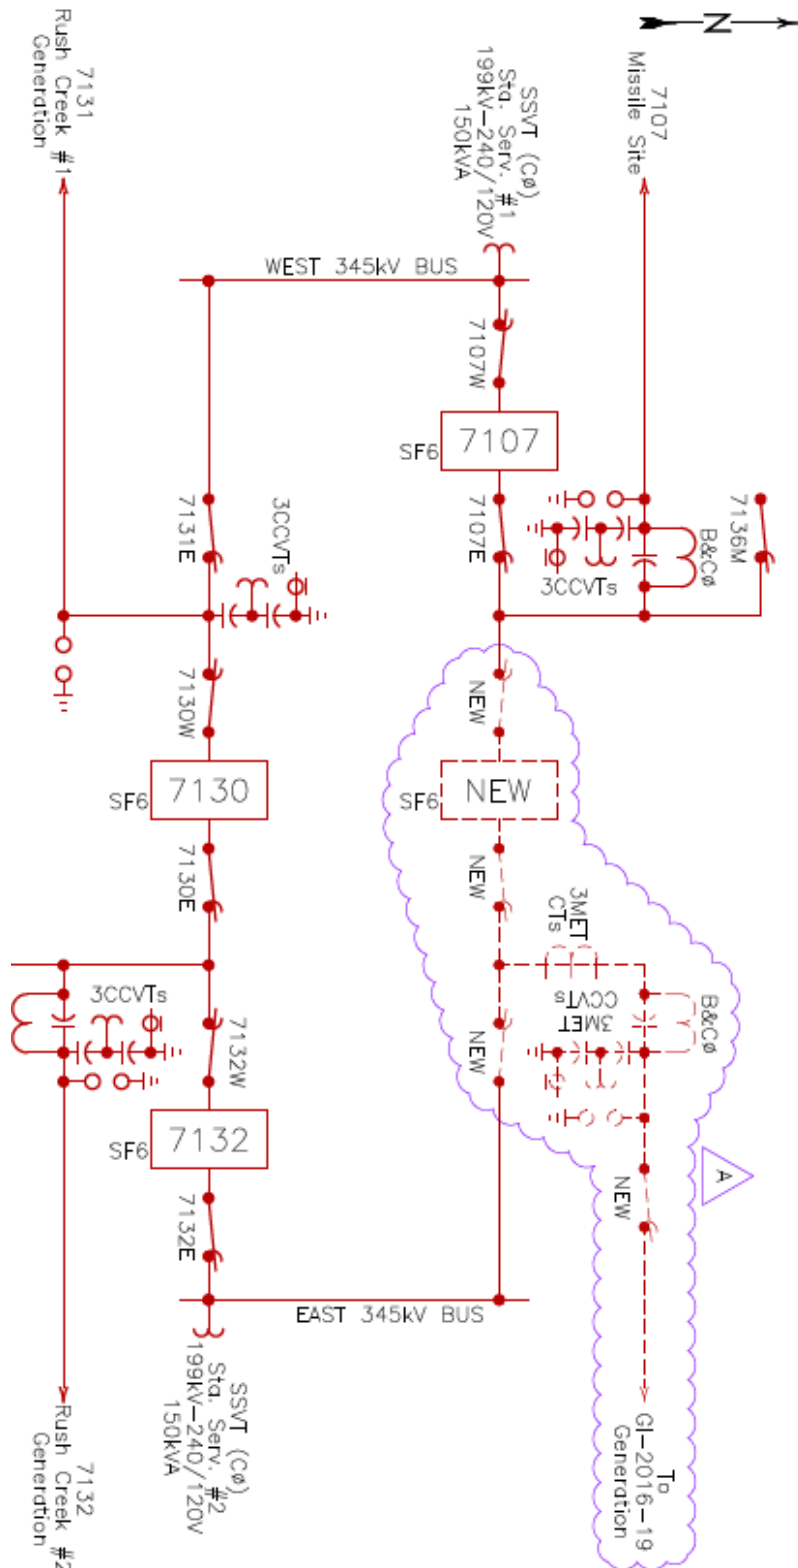 N
7107
Missile Site
SSVT (CØ)
Sta. Serv. #1
199kV-240/120V
150kVA
7131
Rush Creek #1
Generation
WEST 345kV BUS
7107W
SF6
7107
7107E
7136M
B&CØ
3CCVTs
7131E
3CCVTs
7130W
SF6
7130
7130E
NEW
SF6
NEW
NEW
3MET
CTs
3MET
CCVTs
B&CØ
NEW
NEW
A
3CCVTs
7132W
SF6
7132
7132E
EAST 345kV BUS
SSVT (CØ)
Sta. Serv. #2
199kV-240/120V
150kVA
To
GI-2016-19
Generation
7132
Rush Creek #2
Generation